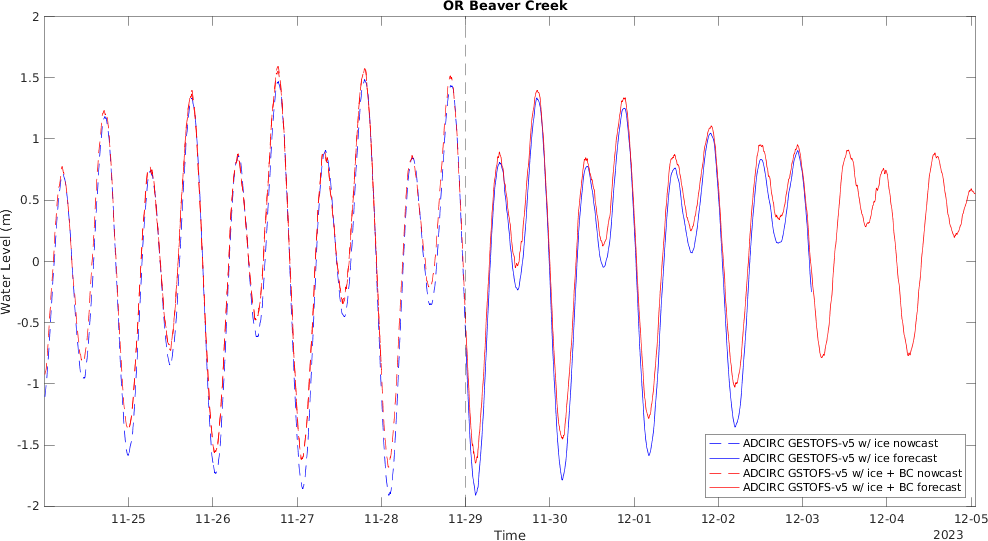 OR Beaver Creek
Water Level (m)
2
1.5
1
0.5
0
-0.5
-1
-1.5
-2
ADCIRC GESTOFS-v5 w/ ice nowcast
ADCIRC GESTOFS-v5 w/ ice forecast
ADCIRC GSTOFS-v5 w/ ice + BC nowcast
ADCIRC GSTOFS-v5 w/ ice + BC forecast
11-25 11-26 11-27 11-28 11-29 11-30 12-01 12-02 12-03 12-04 12-05
Time
2023